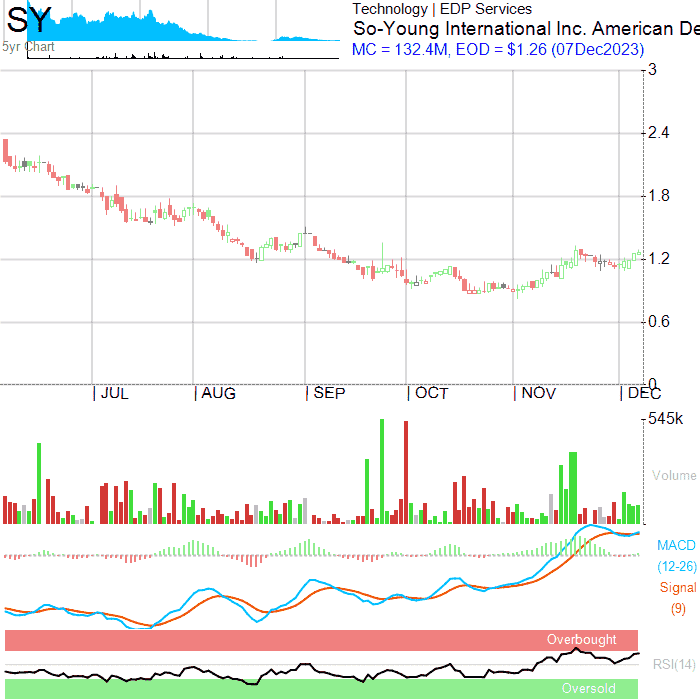 SY
5yr Chart
Technology | EDP Services
So-Young International Inc. American De
MC = 132.4M, EOD = $1.26 (07Dec2023)
3
2.4
1.8
1.2
0.6
0
JUL AUG SEP OCT NOV DEC
545k
Volume
MACD
(12-26)
Signal
(9)
Overbought
RSI(14)
Oversold